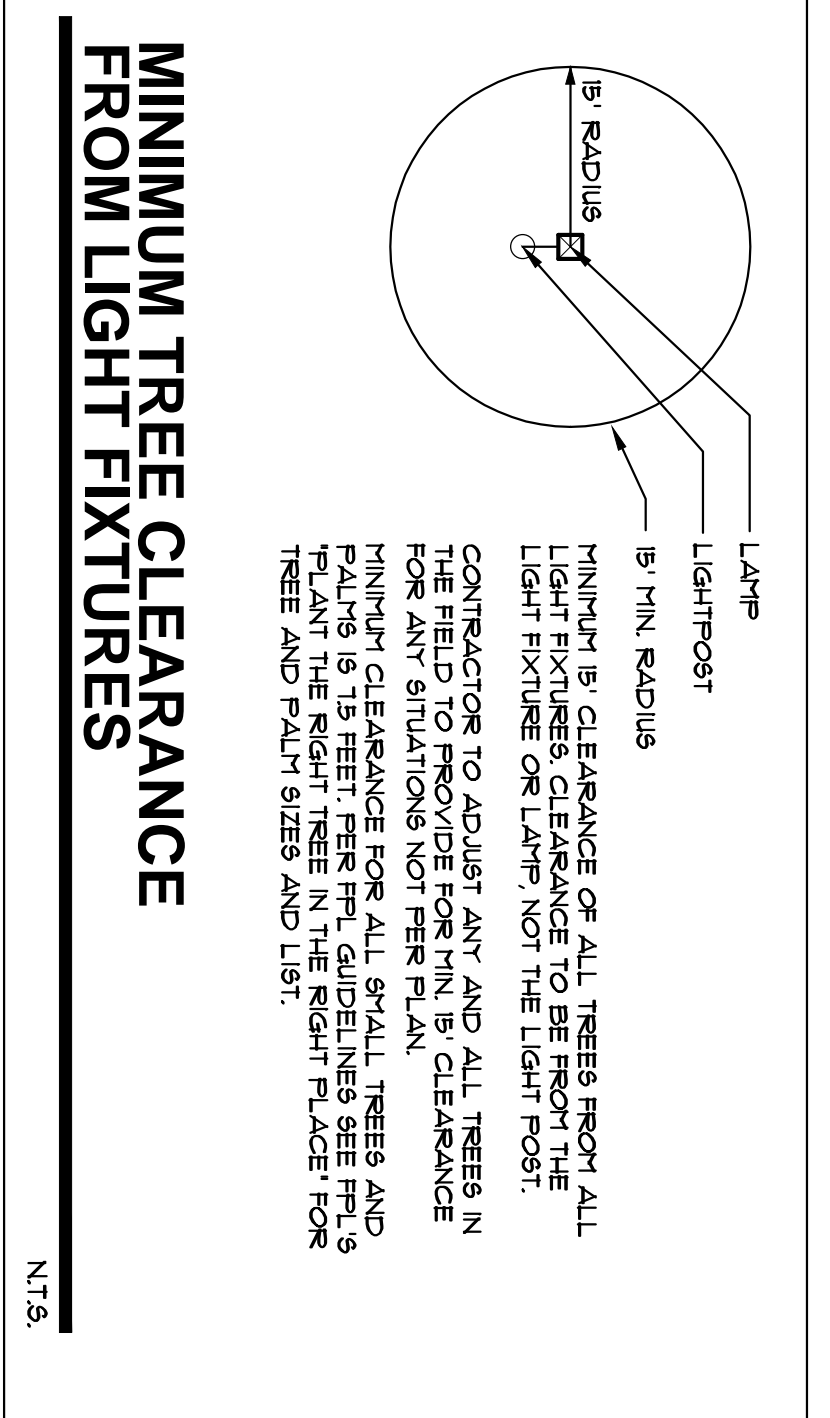 15' RADIUS
LAMP
LIGHTPOST
15' MIN. RADIUS
MINIMUM 15' CLEARANCE OF ALL TREES FROM ALL
LIGHT FIXTURES. CLEARANCE TO BE FROM THE
LIGHT FIXTURE OR LAMP, NOT THE LIGHT POST.
CONTRACTOR TO ADJUST ANY AND ALL TREES IN
THE FIELD TO PROVIDE FOR MIN. 15' CLEARANCE
FOR ANY SITUATIONS NOT PER PLAN.
MINIMUM CLEARANCE FOR ALL SMALL TREES AND
PALMS IS 7.5 FEET. PER FPL GUIDELINES SEE FPL'S
"PLANT THE RIGHT TREE IN THE RIGHT PLACE" FOR
TREE AND PALM SIZES AND LIST.
MINIMUM TREE CLEARANCE
FROM LIGHT FIXTURES
N.T.S.